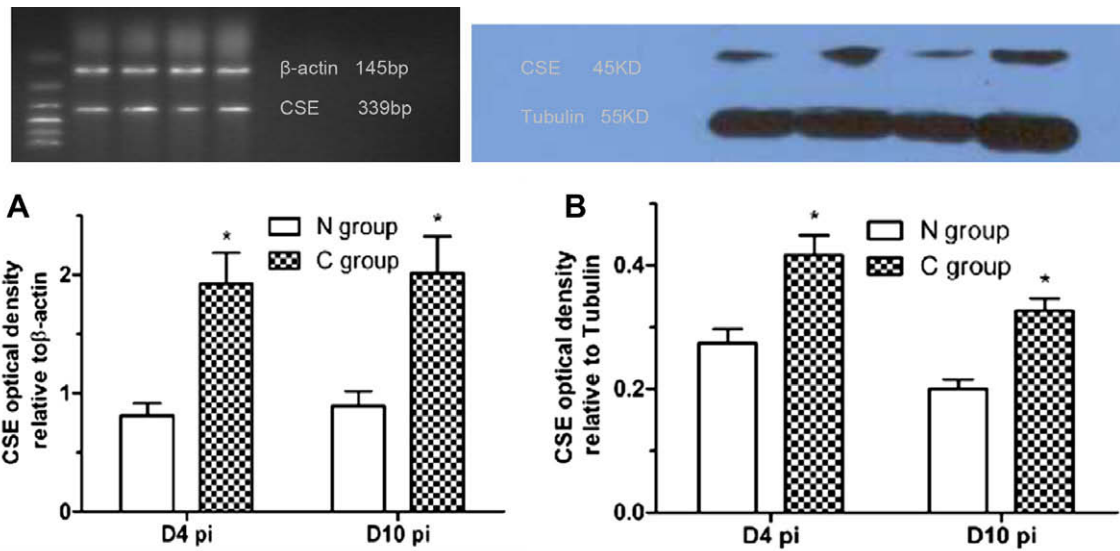 β-actin 145bp
CSE 339bp
CSE 45KD
Tubulin 55KD
A
CSE optical density
relative toβ-actin
2
1
0
N group
C group
*
*
D4 pi
D10 pi
B
CSE optical density
relative to Tubulin
0.4
0.2
0.0
N group
C group
*
*
D4 pi
D10 pi